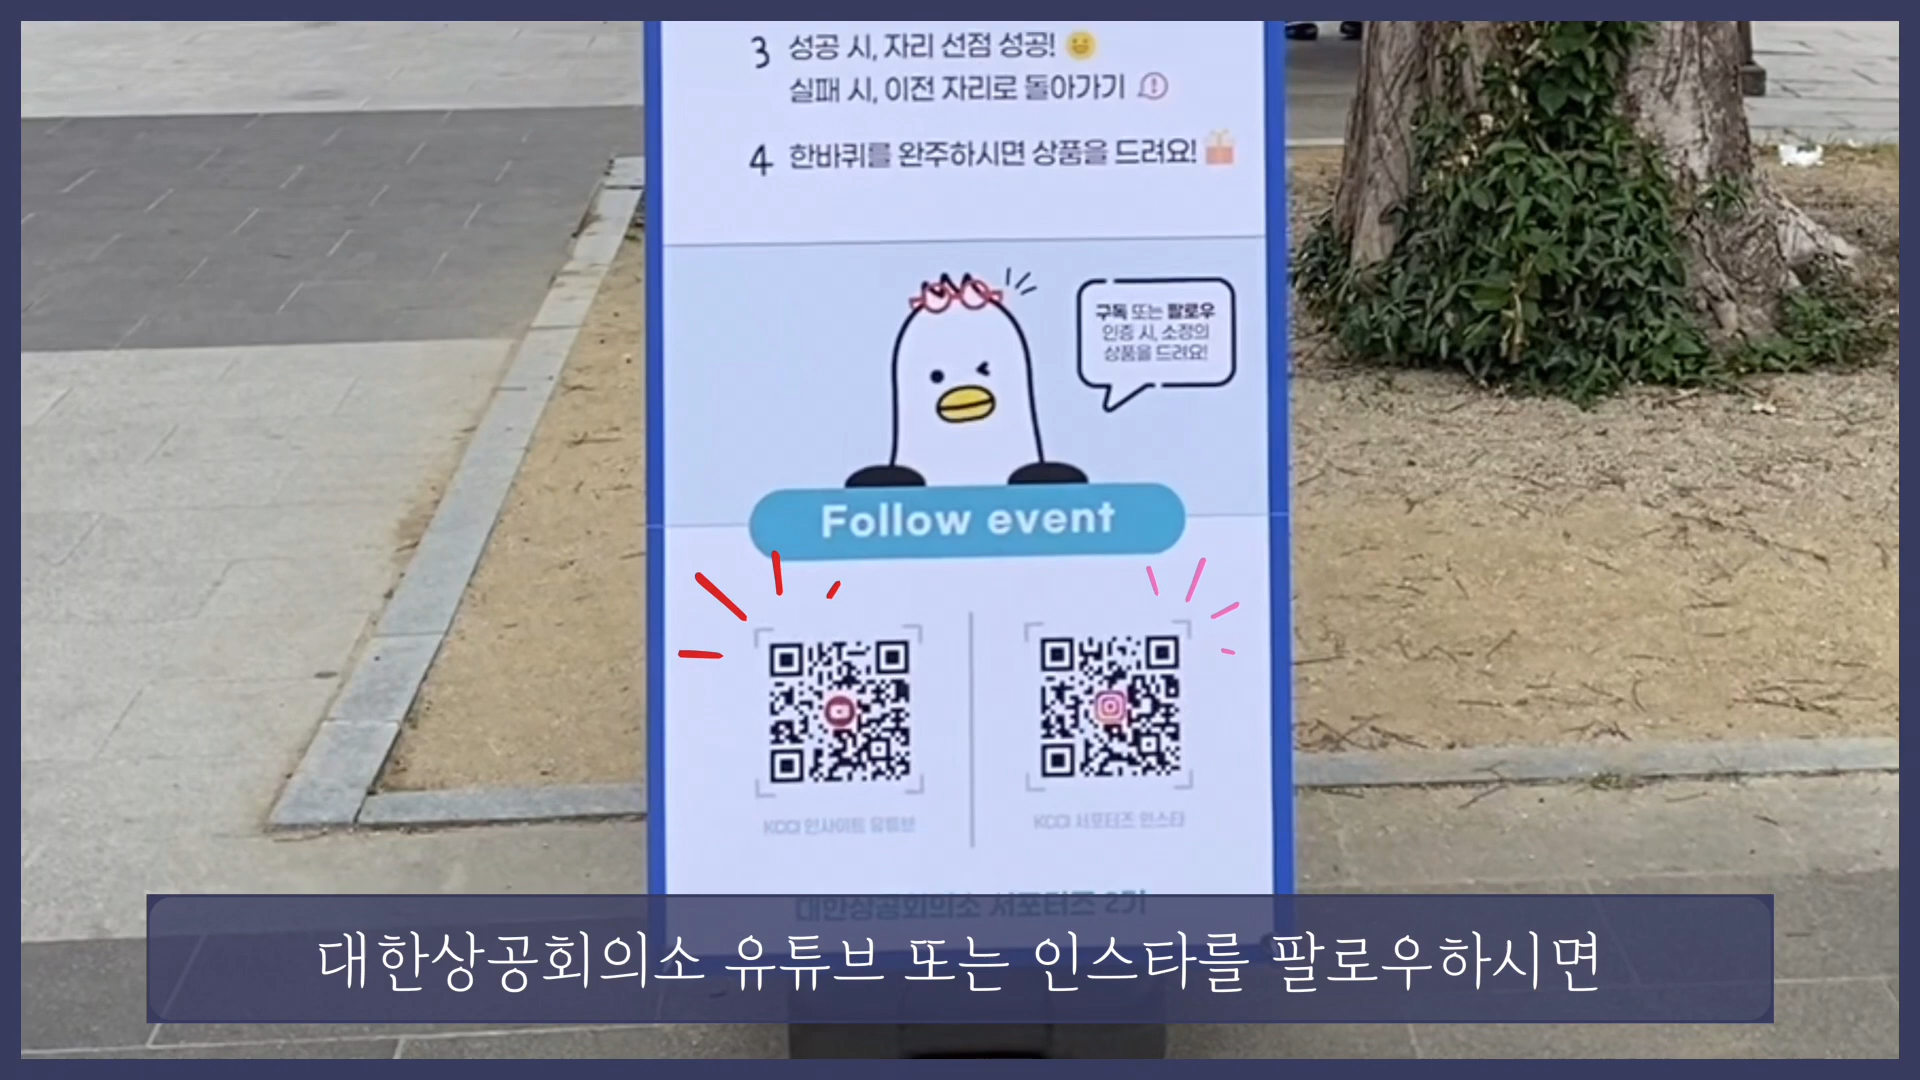 3 성공 시, 자리 선점 성공!
실패 시, 이전 자리로 돌아가기
4 한바퀴를 완주하시면 상품을 드려요!
구독 또는 팔로우
인증 시, 소정의
상품을 드려요!
Follow event
KCCI 인사이트 유튜브
KCCI 서포터즈 인스타
대한상공회의소 서포터즈 2기
대한상공회의소 유튜브 또는 인스타를 팔로우하시면